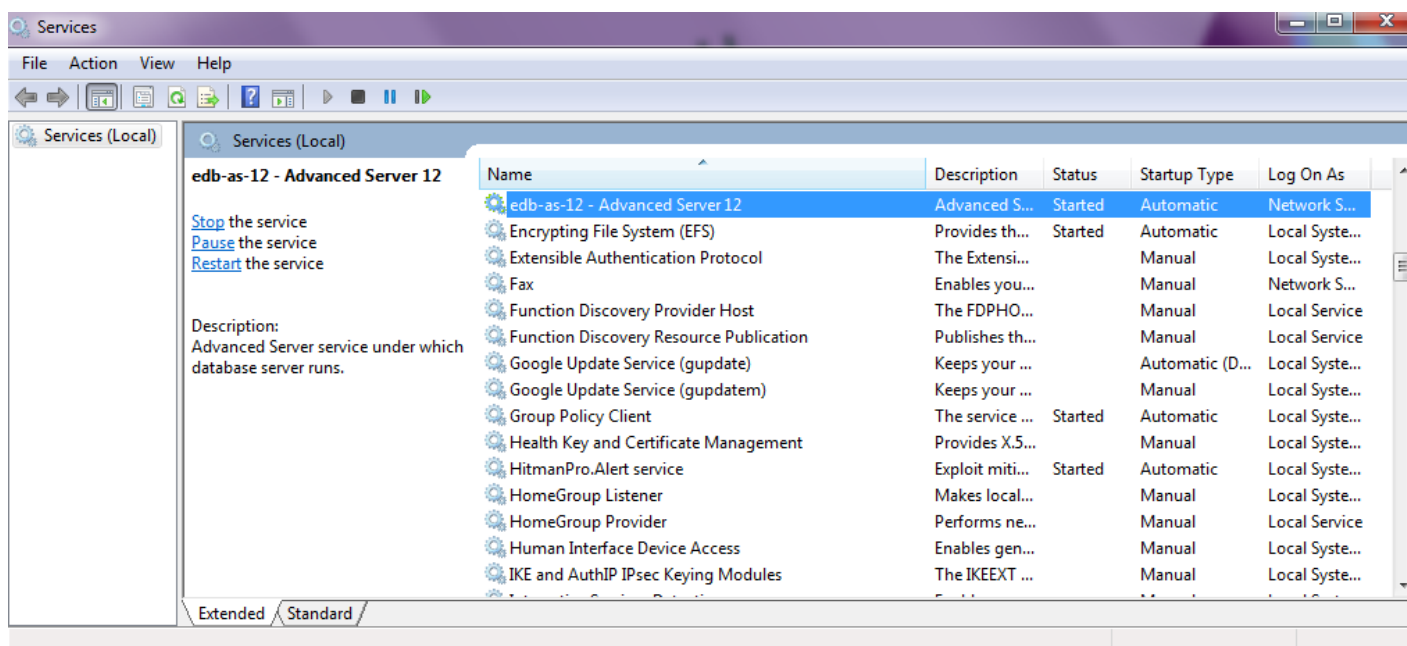 Services
File Action View Help
Services (Local)
Services (Local)
edb-as-12 - Advanced Server 12
Stop the service
Pause the service
Restart the service
Description:
Advanced Server service under which
database server runs.
Name Description Status Startup Type Log On As
edb-as-12 - Advanced Server 12 Advanced S... Started Automatic Network S...
Encrypting File System (EFS) Provides th... Started Automatic Local Syste...
Extensible Authentication Protocol The Extensi... Manual Local Syste...
Fax Enables you... Manual Network S...
Function Discovery Provider Host The FDPHO... Manual Local Service
Function Discovery Resource Publication Publishes th... Manual Local Service
Google Update Service (gupdate) Keeps your ... Automatic (D... Local Syste...
Google Update Service (gupdatem) Keeps your ... Manual Local Syste...
Group Policy Client The service ... Started Automatic Local Syste...
Health Key and Certificate Management Provides X.5... Manual Local Syste...
HitmanPro.Alert service Exploit miti... Started Automatic Local Syste...
HomeGroup Listener Makes local... Manual Local Syste...
HomeGroup Provider Performs ne... Manual Local Service
Human Interface Device Access Enables gen... Manual Local Syste...
IKE and AuthIP IPsec Keying Modules The IKEEXT ... Manual Local Syste...
Extended Standard